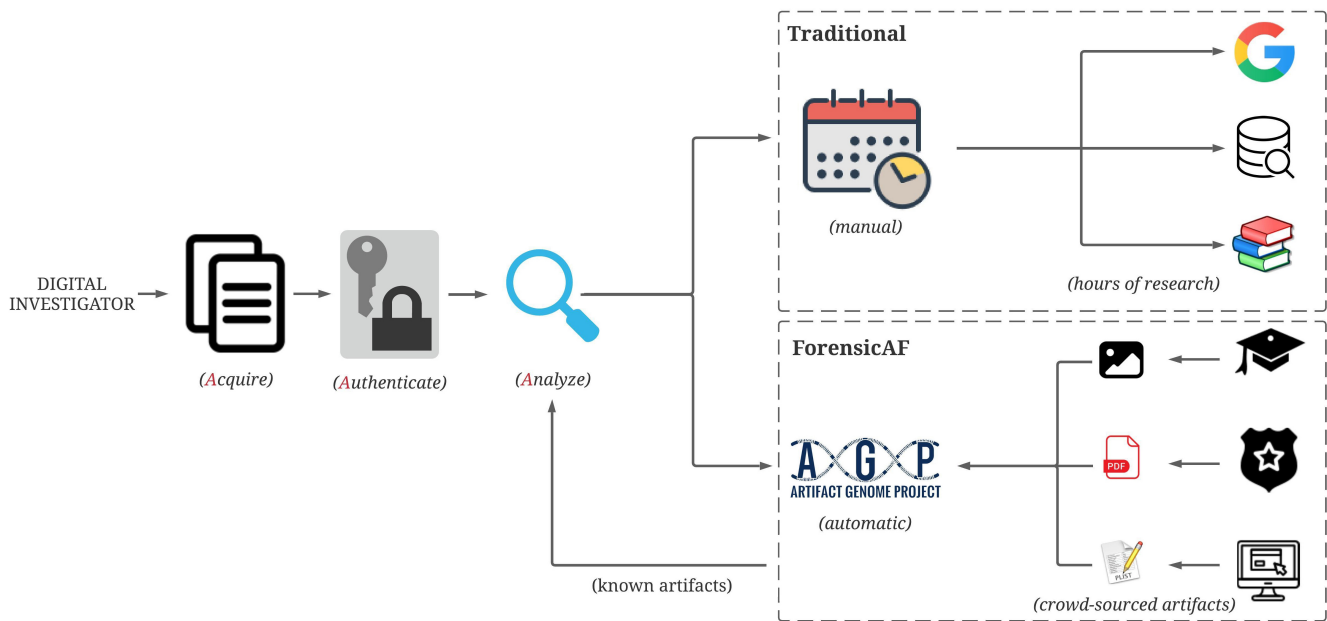 Traditional
(manual)
(hours of research)
DIGITAL
INVESTIGATOR
(Acquire)
(Authenticate)
(Analyze)
ForensicAF
PDF
AGP
ARTIFACT GENOME PROJECT
(automatic)
PLIST
(known artifacts)
(crowd-sourced artifacts)